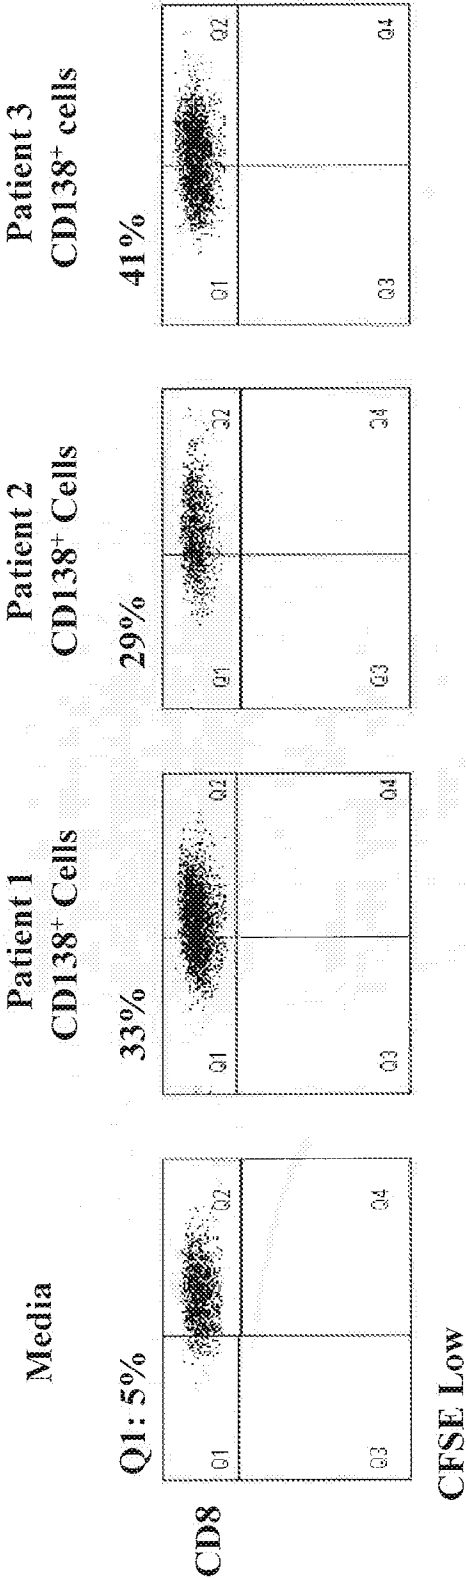 Media
Patient 1
CD138+ Cells
Patient 2
CD138+ Cells
Patient 3
CD138+ cells
Q1: 5%
33%
29%
41%
CD8
Q1
Q2
Q3
Q4
Q1
Q2
Q3
Q4
Q1
Q2
Q3
Q4
Q1
Q2
Q3
Q4
CFSE Low